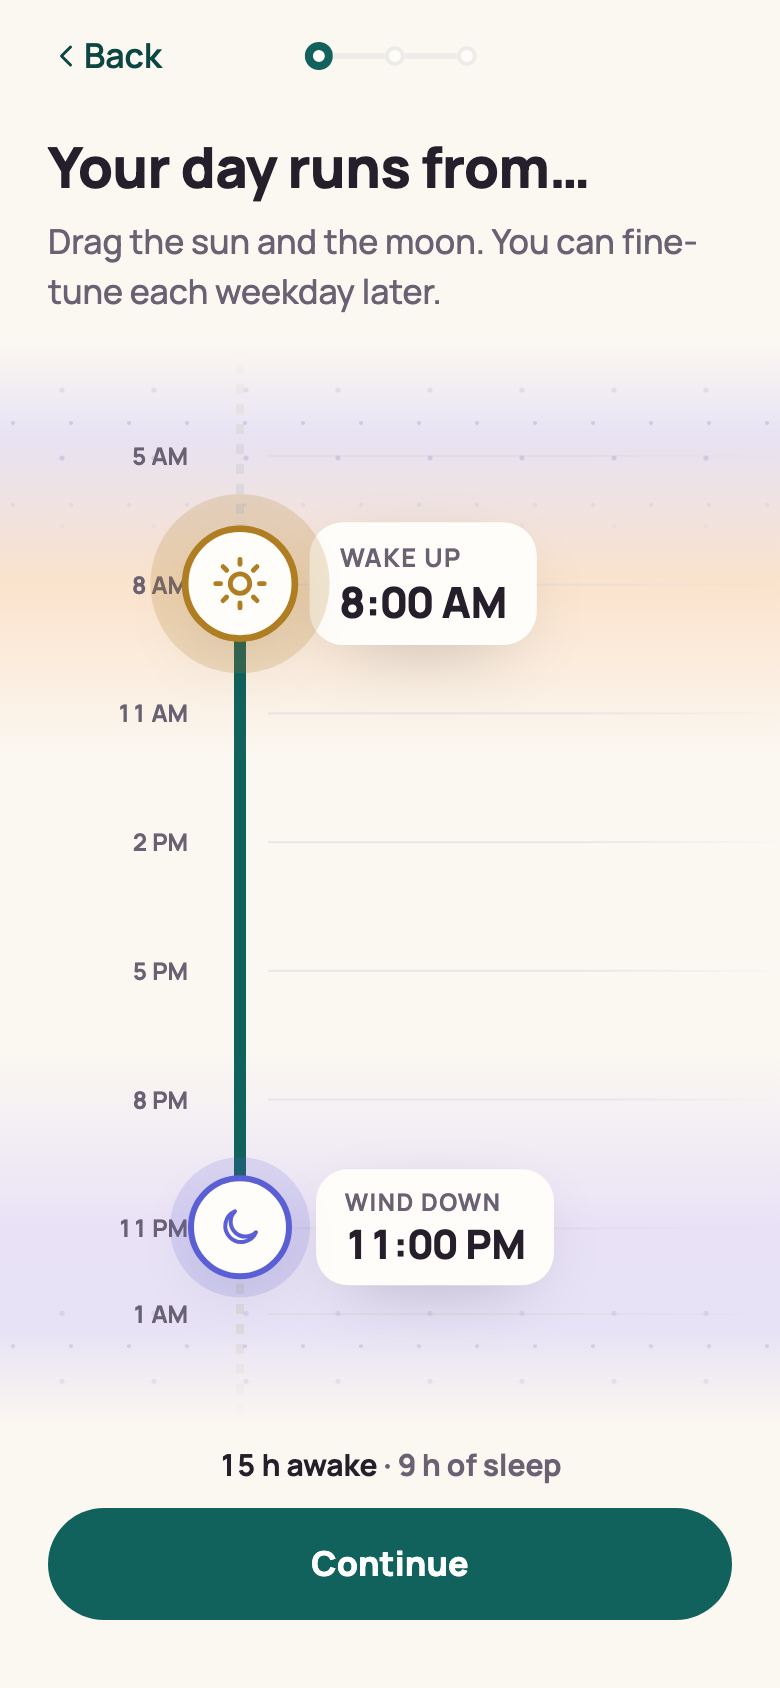 Back
Your day runs from...
Drag the sun and the moon. You can fine-
tune each weekday later.
5 AM
8 AM
WAKE UP
8:00 AM
11 AM
2 PM
5 PM
8 PM
11 PM
WIND DOWN
11:00 PM
1 AM
15 h awake · 9 h of sleep
Continue